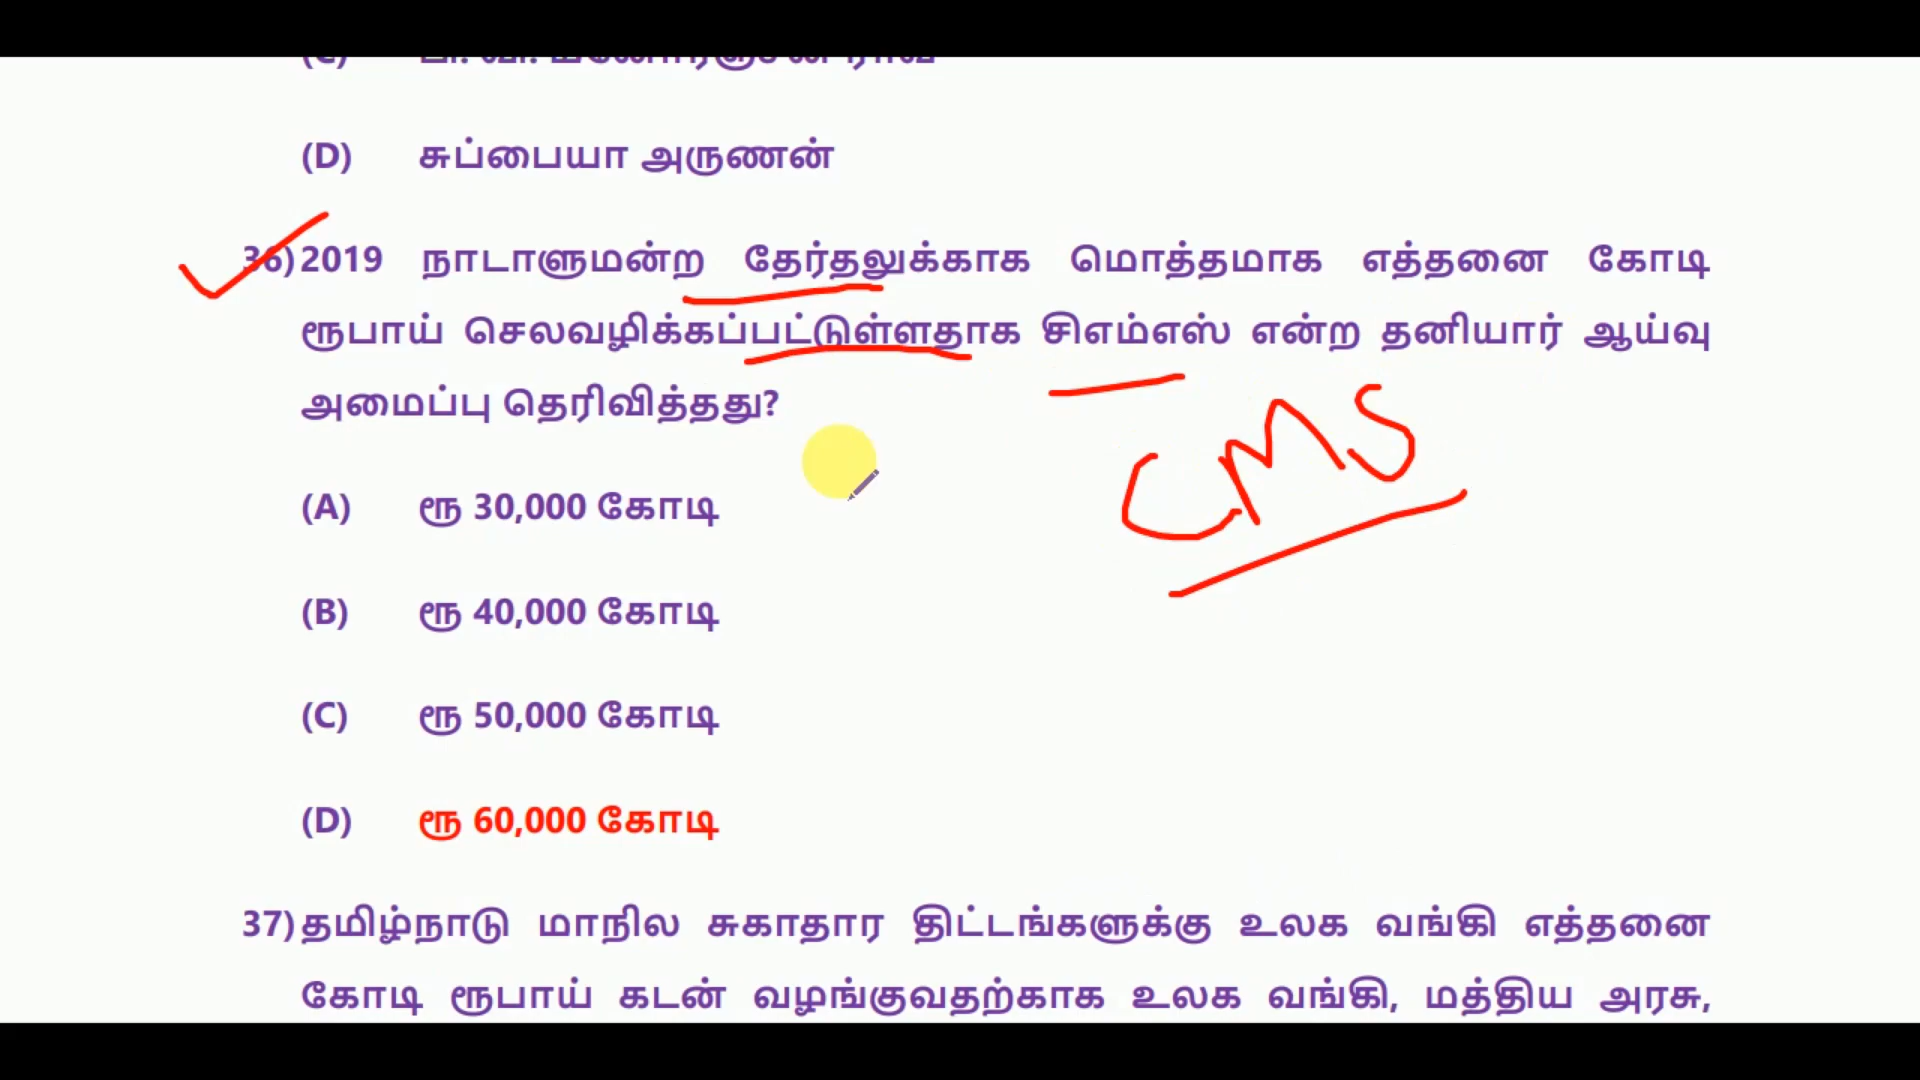 (D) சுப்பையா அருணன்
36) 2019 நாடாளுமன்ற தேர்தலுக்காக மொத்தமாக எத்தனை கோடி
ரூபாய் செலவழிக்கப்பட்டுள்ளதாக சிஎம்எஸ் என்ற தனியார் ஆய்வு
அமைப்பு தெரிவித்தது?
CMS
(A) ரூ 30,000 கோடி
(B) ரூ 40,000 கோடி
(C) ரூ 50,000 கோடி
(D) ரூ 60,000 கோடி
37) தமிழ்நாடு மாநில சுகாதார திட்டங்களுக்கு உலக வங்கி எத்தனை
கோடி ரூபாய் கடன் வழங்குவதற்காக உலக வங்கி, மத்திய அரசு,